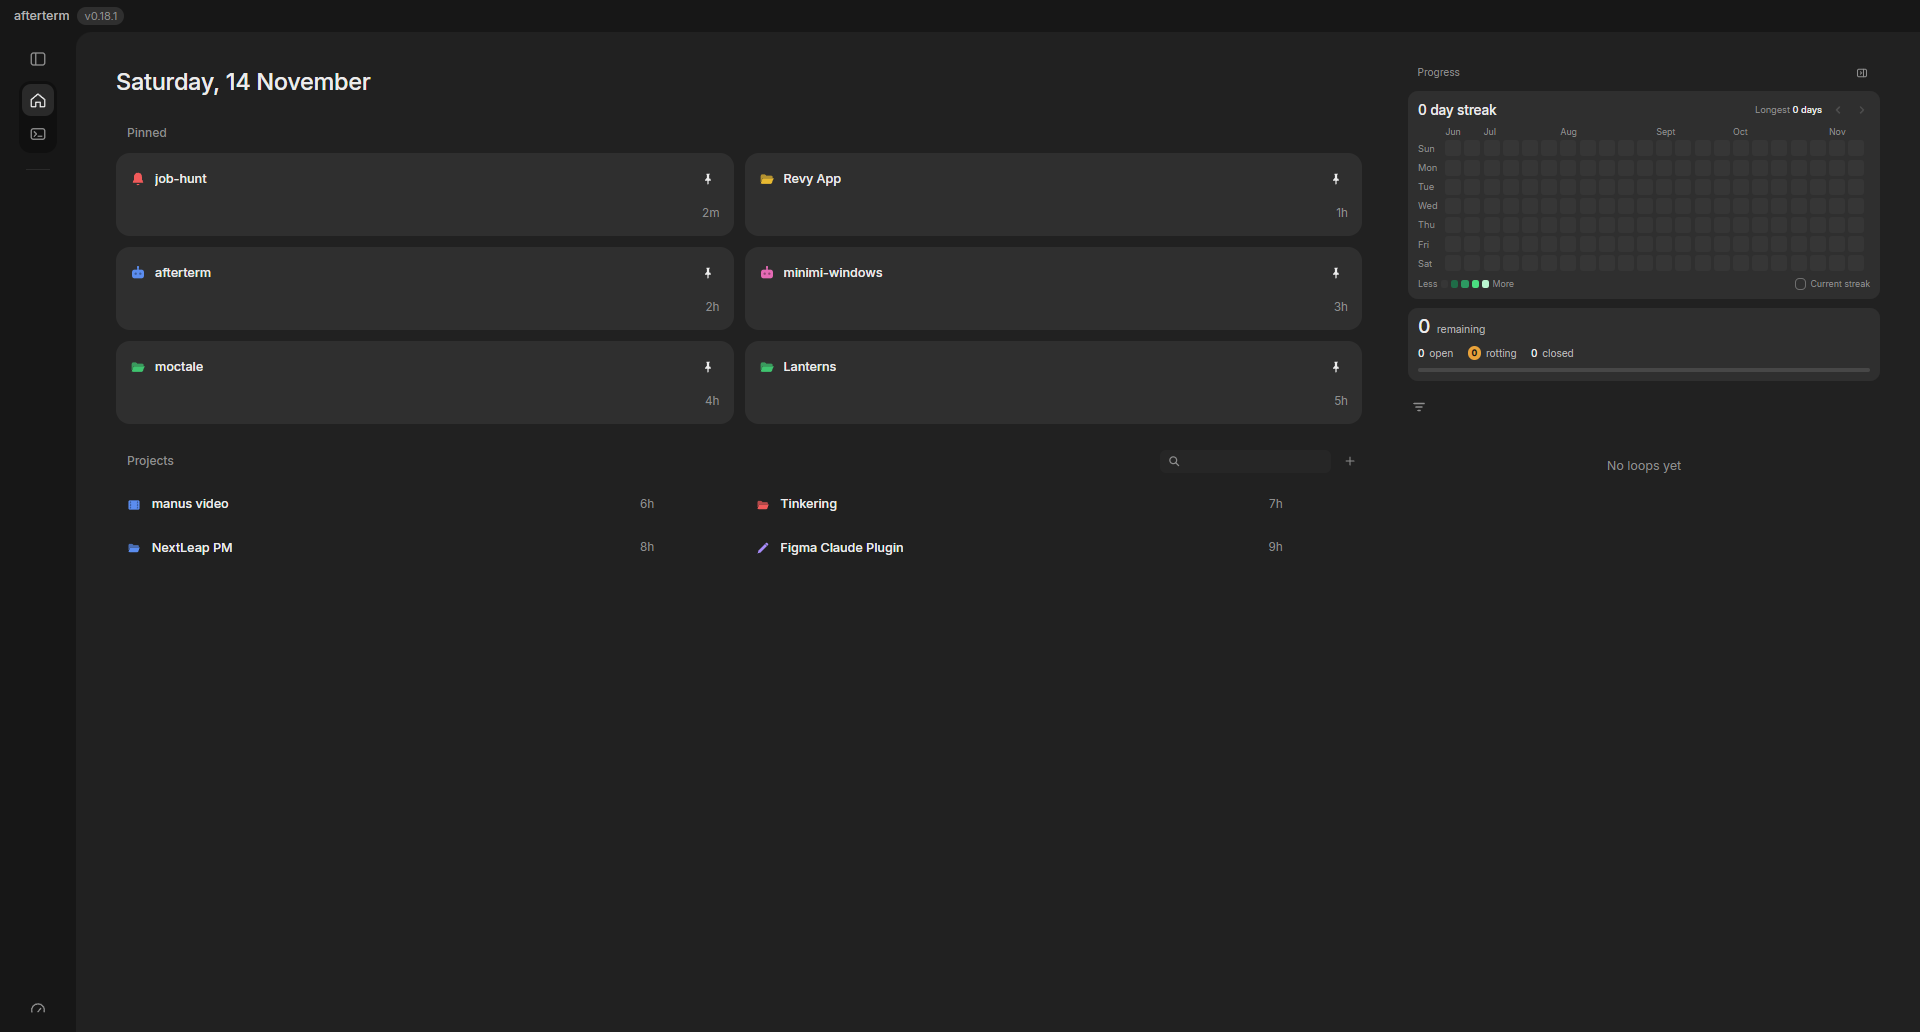 afterterm v0.18.1
Saturday, 14 November
Pinned
job-hunt
2m
Revy App
1h
afterterm
2h
minimi-windows
3h
moctale
4h
Lanterns
5h
Projects
manus video 6h
Tinkering 7h
NextLeap PM 8h
Figma Claude Plugin 9h
Progress
0 day streak Longest 0 days
Jun Jul Aug Sept Oct Nov
Sun
Mon
Tue
Wed
Thu
Fri
Sat
Less More Current streak
0 remaining
0 open 0 rotting 0 closed
No loops yet